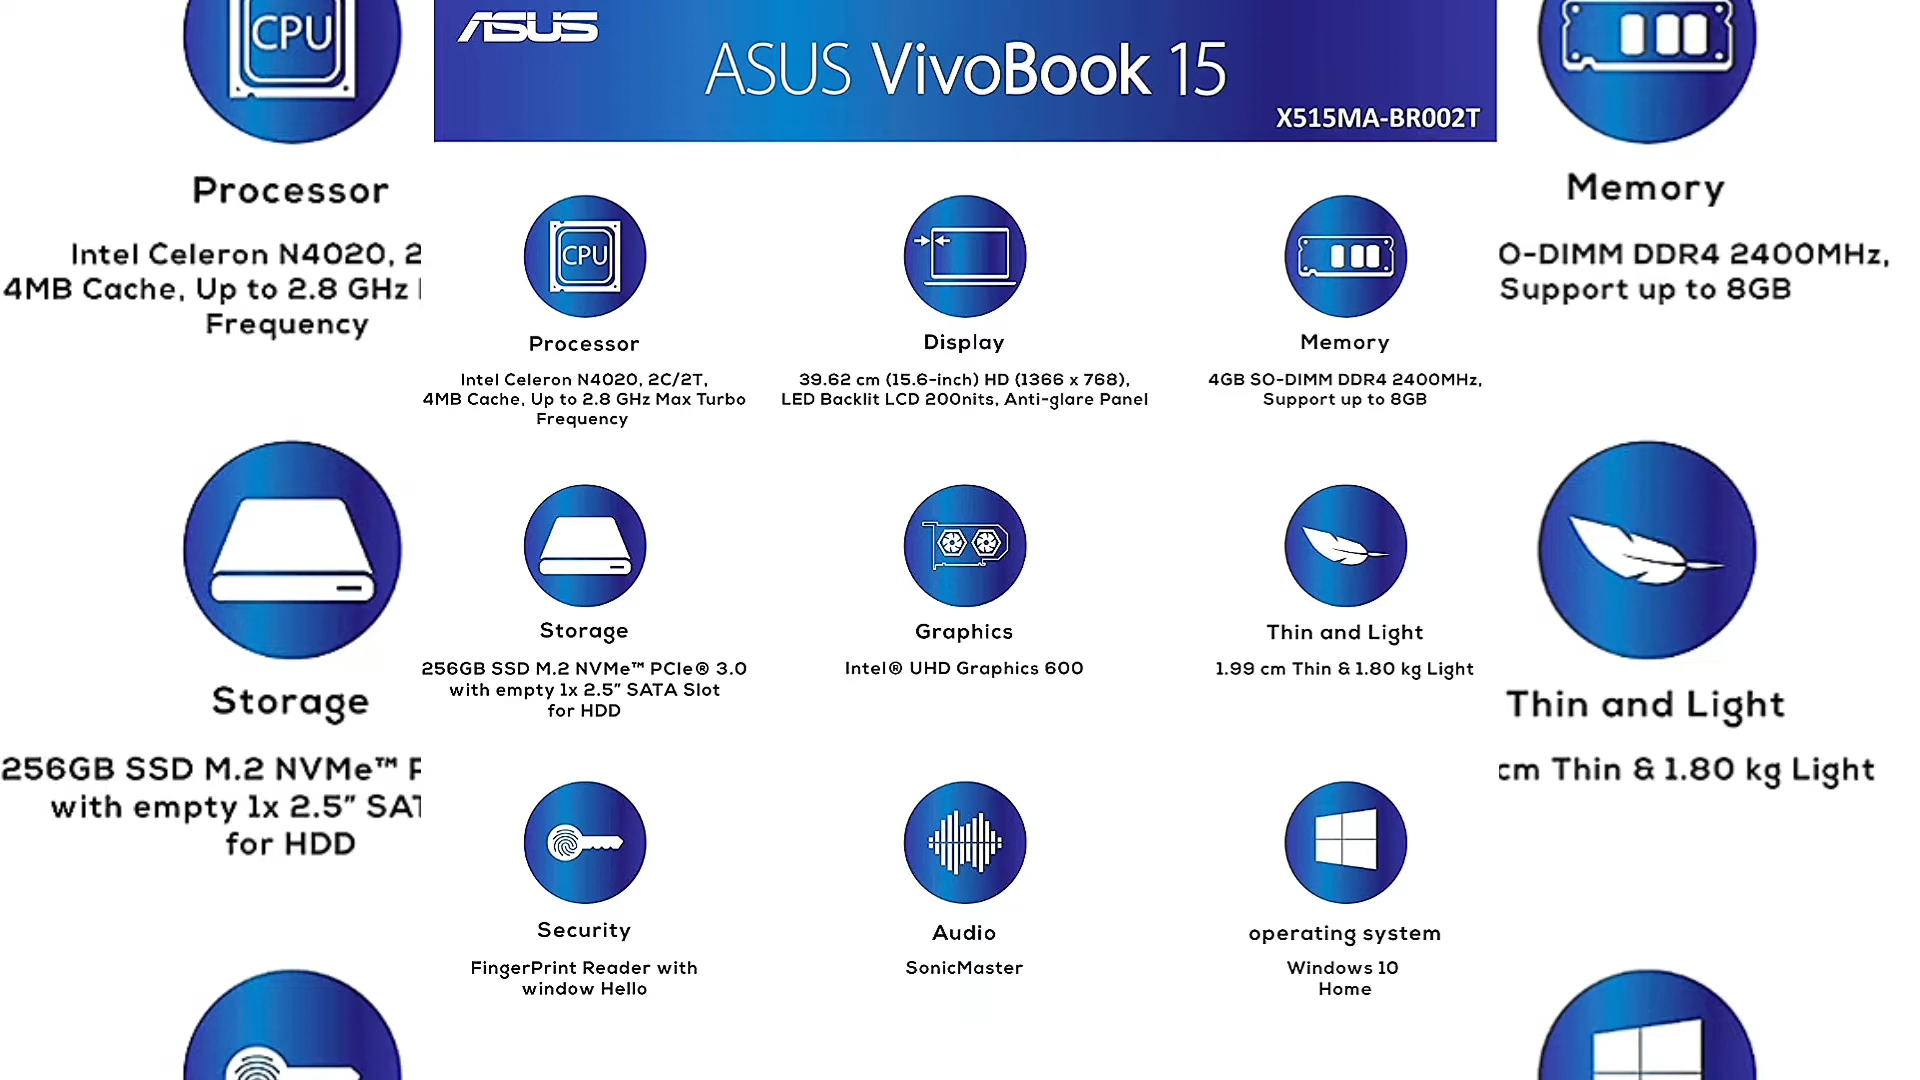 ASUS
ASUS VivoBook 15
X515MA-BR002T
CPU
Processor
Intel Celeron N4020, 2C/2T,
4MB Cache, Up to 2.8 GHz Max Turbo
Frequency
Display
39.62 cm (15.6-inch) HD (1366 x 768),
LED Backlit LCD 200nits, Anti-glare Panel
Memory
4GB SO-DIMM DDR4 2400MHz,
Support up to 8GB
Storage
256GB SSD M.2 NVMe™ PCIe® 3.0
with empty 1x 2.5” SATA Slot
for HDD
Graphics
Intel® UHD Graphics 600
Thin and Light
1.99 cm Thin & 1.80 kg Light
Security
FingerPrint Reader with
window Hello
Audio
SonicMaster
operating system
Windows 10
Home
CPU
Processor
Intel Celeron N4020, 2
4MB Cache, Up to 2.8 GHz
Frequency
Storage
256GB SSD M.2 NVMe™
with empty 1x 2.5” SAT
for HDD
Memory
O-DIMM DDR4 2400MHz,
Support up to 8GB
Thin and Light
cm Thin & 1.80 kg Light